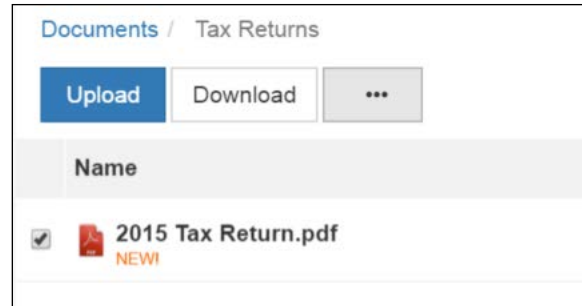 Documents / Tax Returns
Upload Download •••
Name
2015 Tax Return.pdf
NEW!